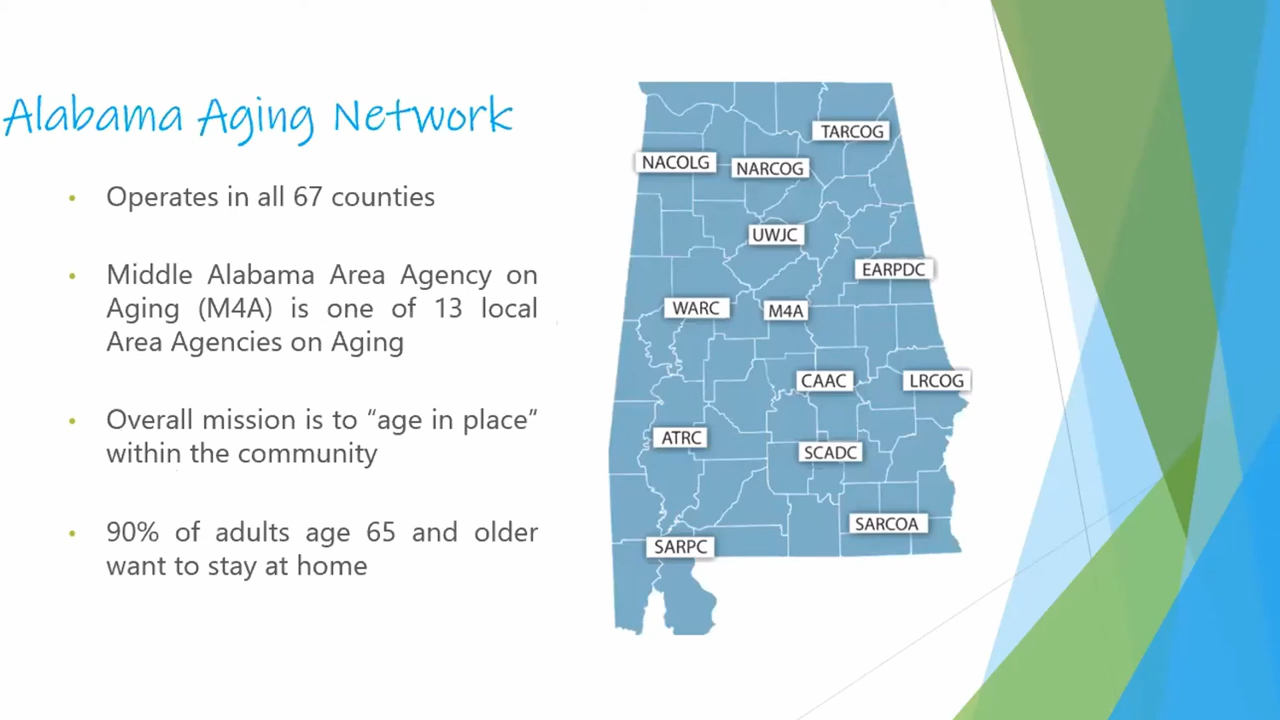 Alabama Aging Network
• Operates in all 67 counties
• Middle Alabama Area Agency on
Aging (M4A) is one of 13 local
Area Agencies on Aging
• Overall mission is to “age in place”
within the community
• 90% of adults age 65 and older
want to stay at home
TARCOG
NACOLG
NARCOG
UWJC
EARPDC
WARC
M4A
CAAC
LRCOG
ATRC
SCADC
SARCOA
SARPC